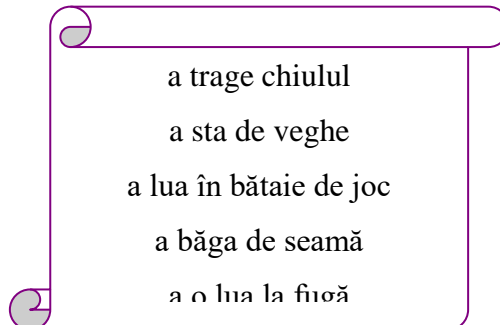 a trage chiulul
a sta de veghe
a lua în bătaie de joc
a băga de seamă
a o lua la fugă